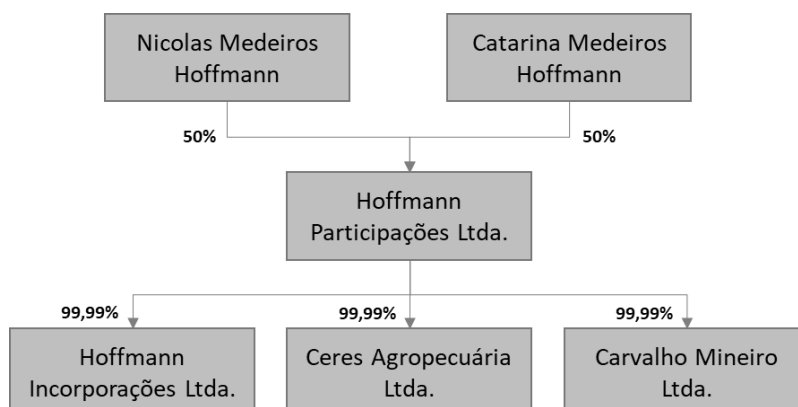 Nicolas Medeiros
Hoffmann
Catarina Medeiros
Hoffmann
50%
50%
Hoffmann
Participações Ltda.
99,99%
99,99%
99,99%
Hoffmann
Incorporações Ltda.
Ceres Agropecuária
Ltda.
Carvalho Mineiro
Ltda.